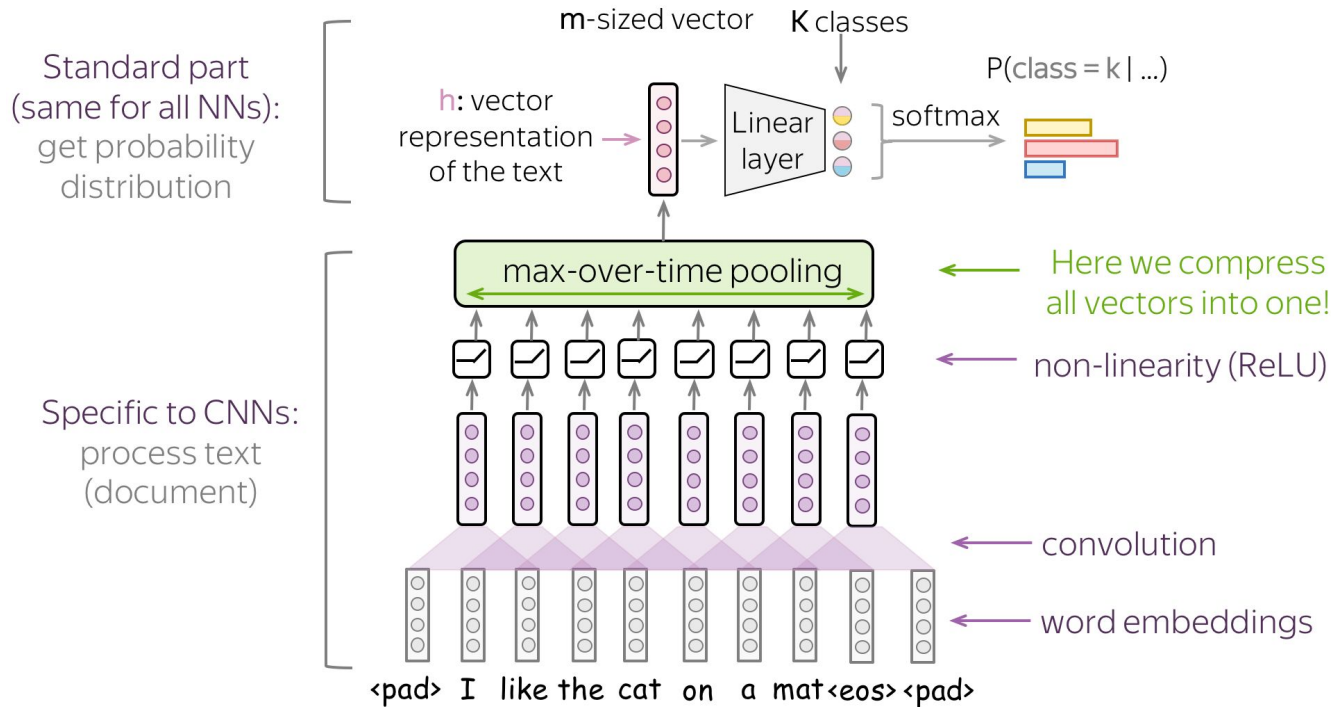 m-sized vector
K classes
Standard part
(same for all NNs):
get probability
distribution
h: vector
representation
of the text
Linear
layer
softmax
P(class = k | ...)
max-over-time pooling
Here we compress
all vectors into one!
non-linearity (ReLU)
Specific to CNNs:
process text
(document)
convolution
word embeddings
<pad> I like the cat on a mat <eos> <pad>